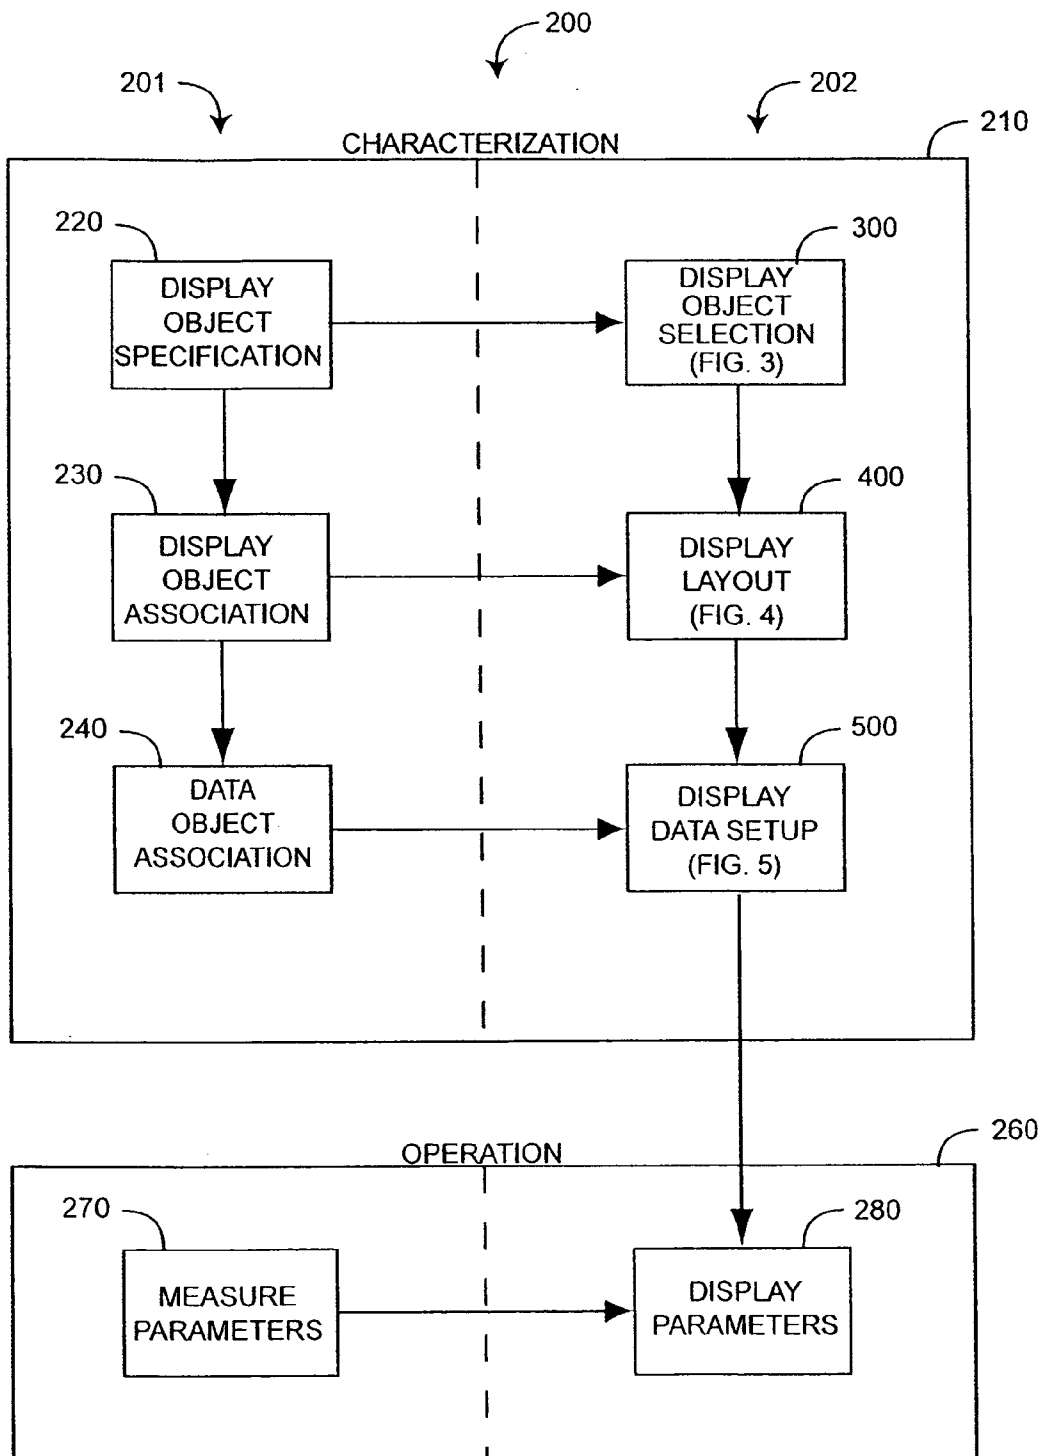 200
201
202
CHARACTERIZATION
210
220
DISPLAY
OBJECT
SPECIFICATION
300
DISPLAY
OBJECT
SELECTION
(FIG. 3)
230
DISPLAY
OBJECT
ASSOCIATION
400
DISPLAY
LAYOUT
(FIG. 4)
240
DATA
OBJECT
ASSOCIATION
500
DISPLAY
DATA SETUP
(FIG. 5)
OPERATION
260
270
MEASURE
PARAMETERS
280
DISPLAY
PARAMETERS